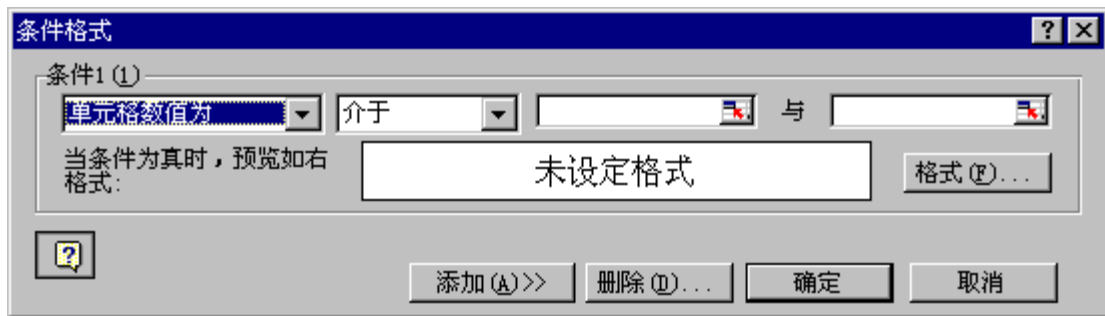 条件格式
条件1(1)
单元格数值为 介于 与
当条件为真时，预览如右
格式:
未设定格式
格式(F)...
添加(A)>> 删除(D)... 确定 取消